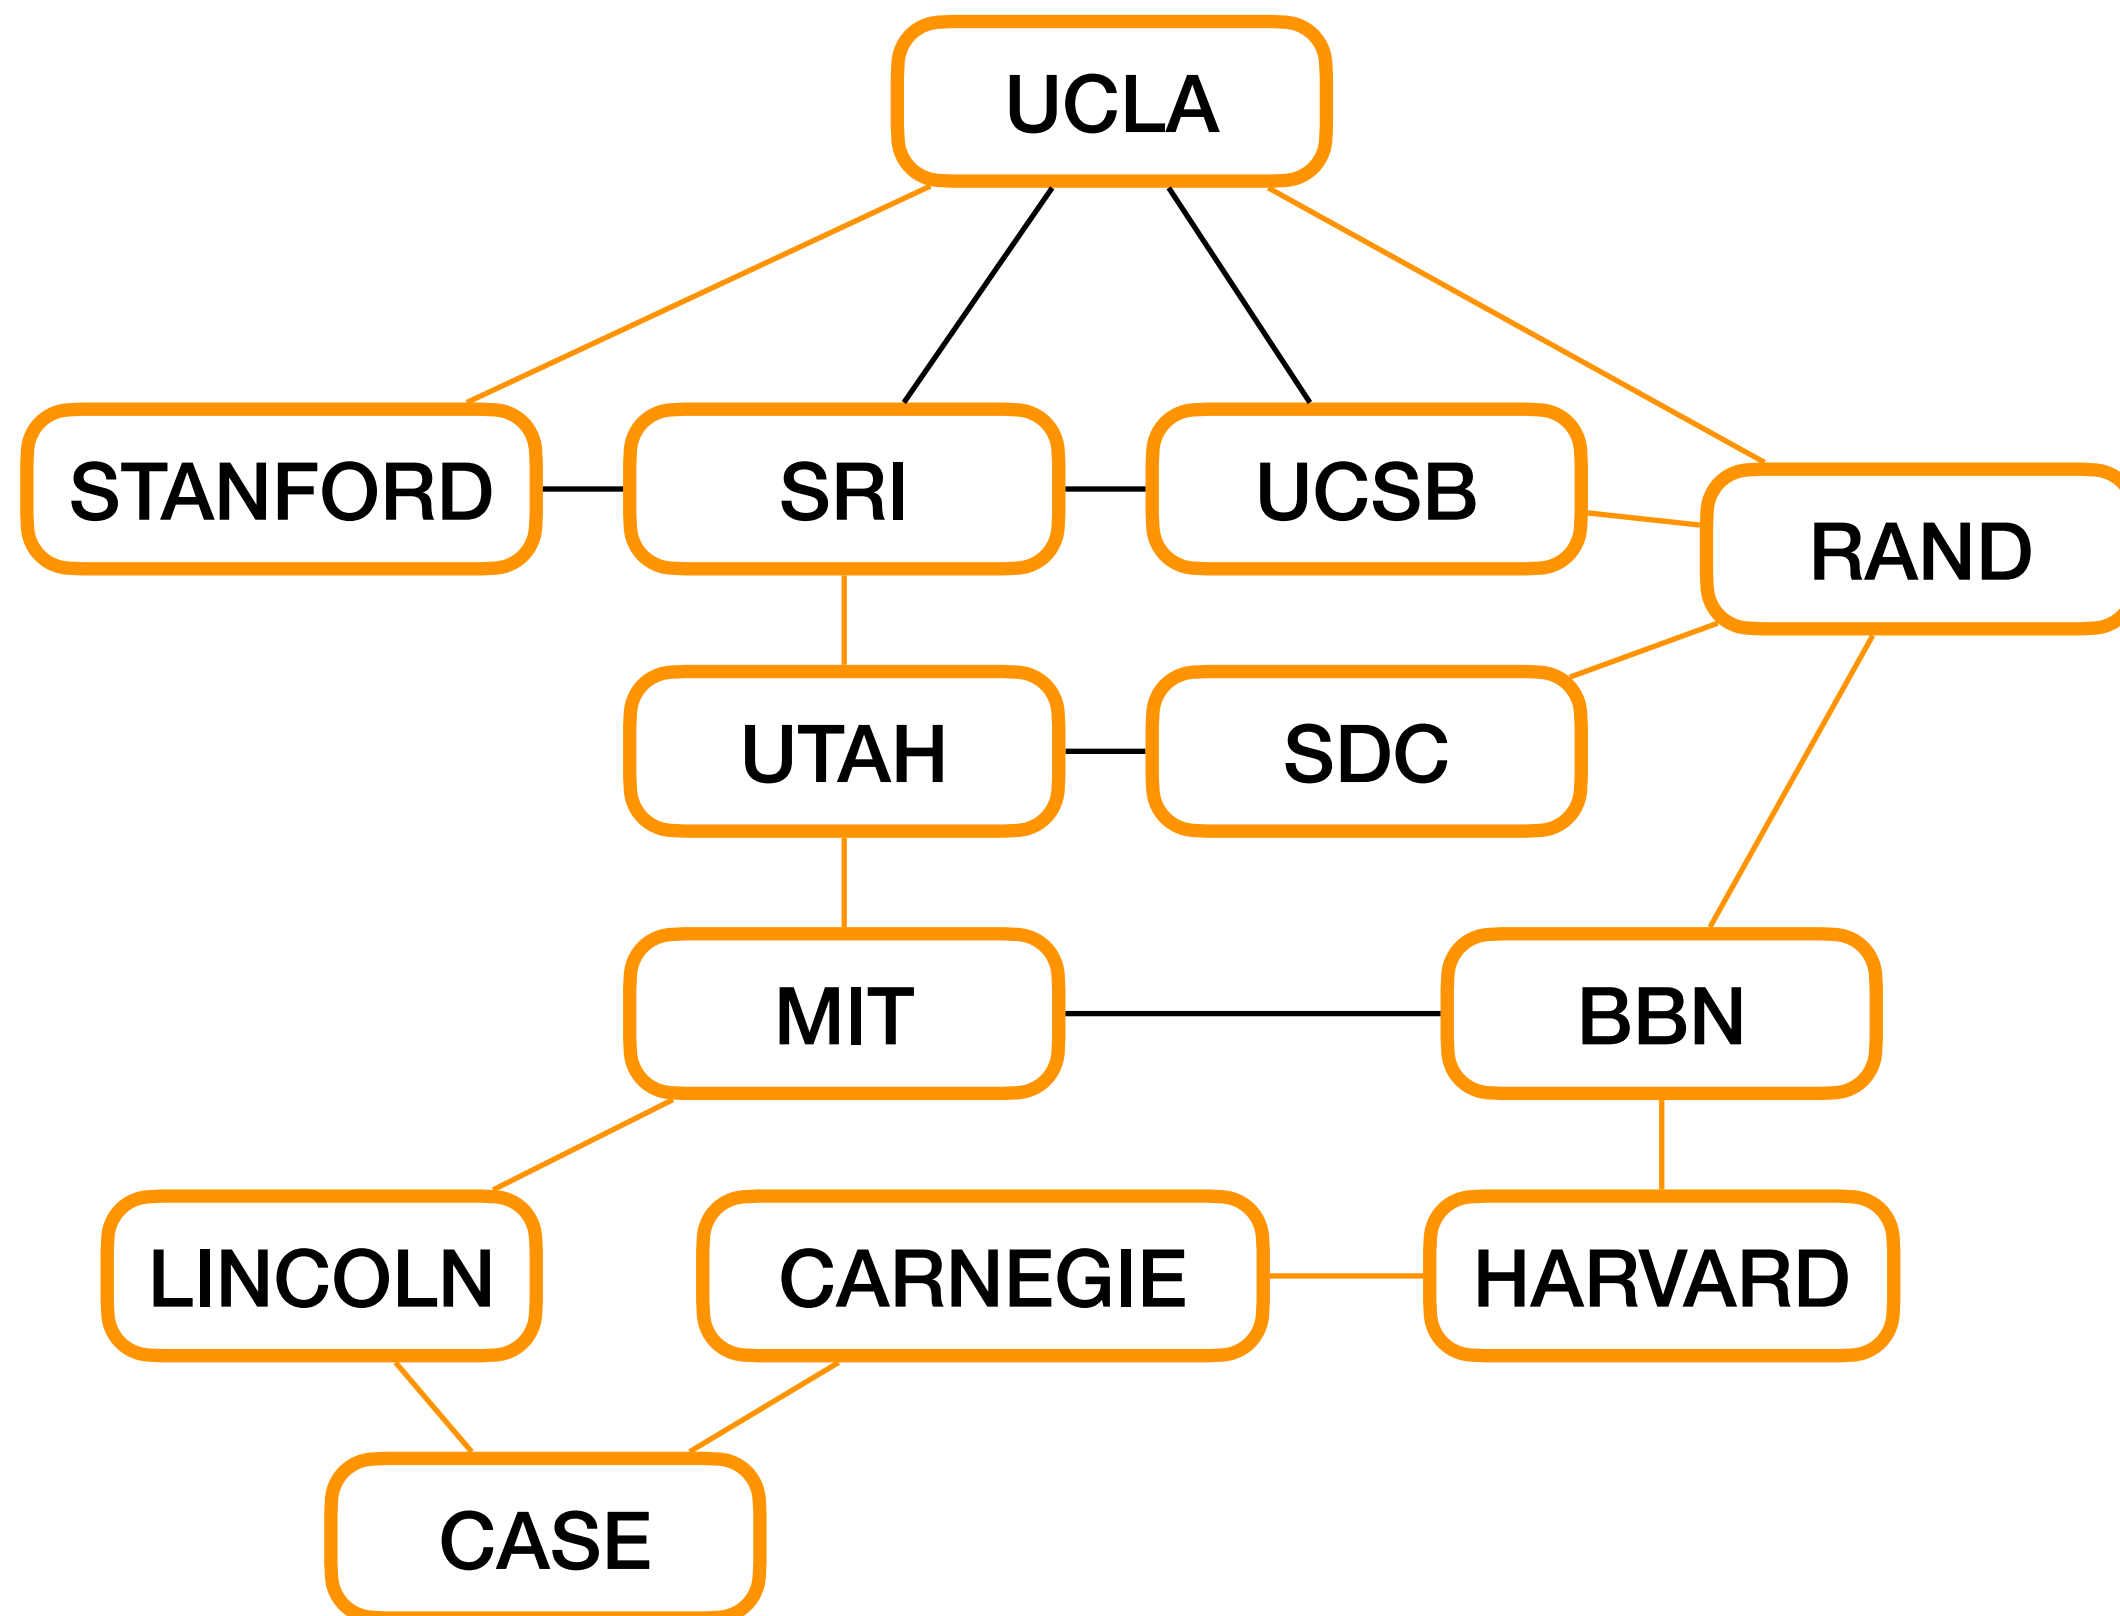 UCLA
STANFORD
SRI
UCSB
RAND
UTAH
SDC
MIT
BBN
LINCOLN
CARNEGIE
HARVARD
CASE